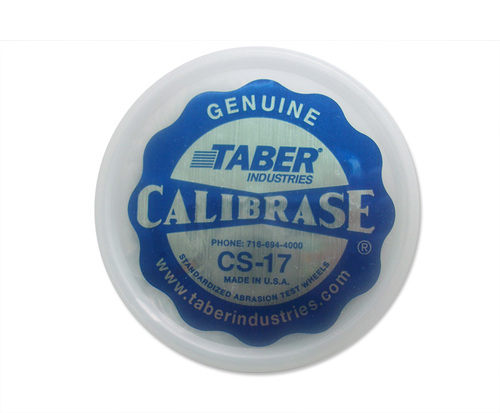 GENUINE
TABER®
INDUSTRIES
CALIBRASE®
PHONE: 716-694-4000
CS-17
MADE IN U.S.A.
STANDARDIZED ABRASION TEST WHEELS
www.taberindustries.com